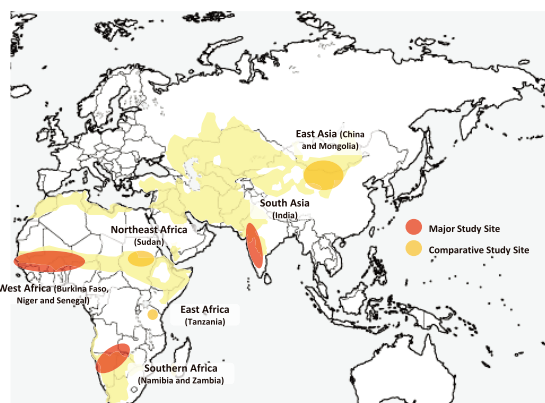 East Asia (China
and Mongolia)
South Asia
(India)
Northeast Africa
(Sudan)
Major Study Site
Comparative Study Site
West Africa (Burkina Faso,
Niger and Senegal)
East Africa
(Tanzania)
Southern Africa
(Namibia and Zambia)